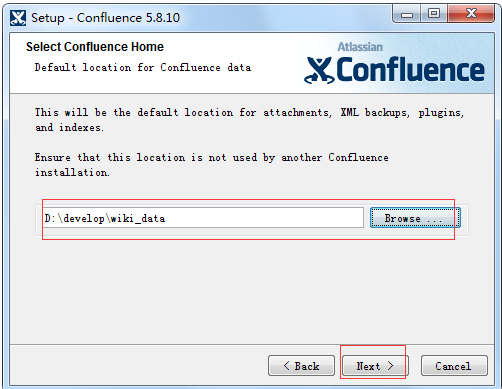 Setup - Confluence 5.8.10
Select Confluence Home
Default location for Confluence data
Atlassian
Confluence
This will be the default location for attachments, XML backups, plugins,
and indexes.
Ensure that this location is not used by another Confluence
installation.
D:\develop\wiki_data
Browse ...
< Back
Next >
Cancel